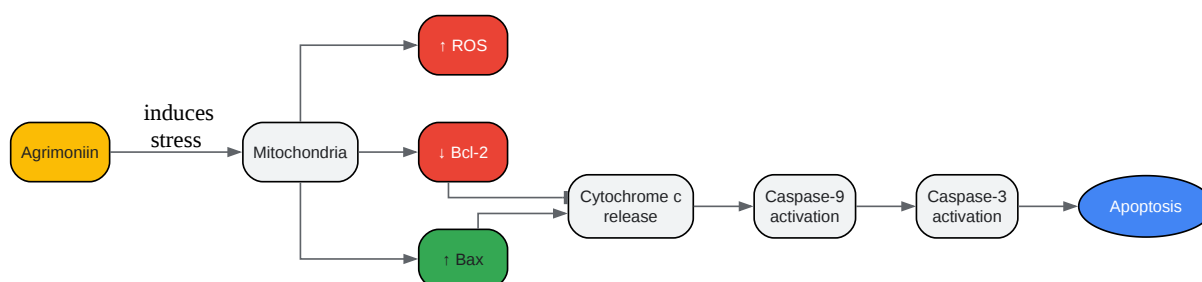 ↑ ROS
induces
stress
Agrimoniin
Mitochondria
↓ Bcl-2
Cytochrome c
release
Caspase-9
activation
Caspase-3
activation
Apoptosis
↑ Bax